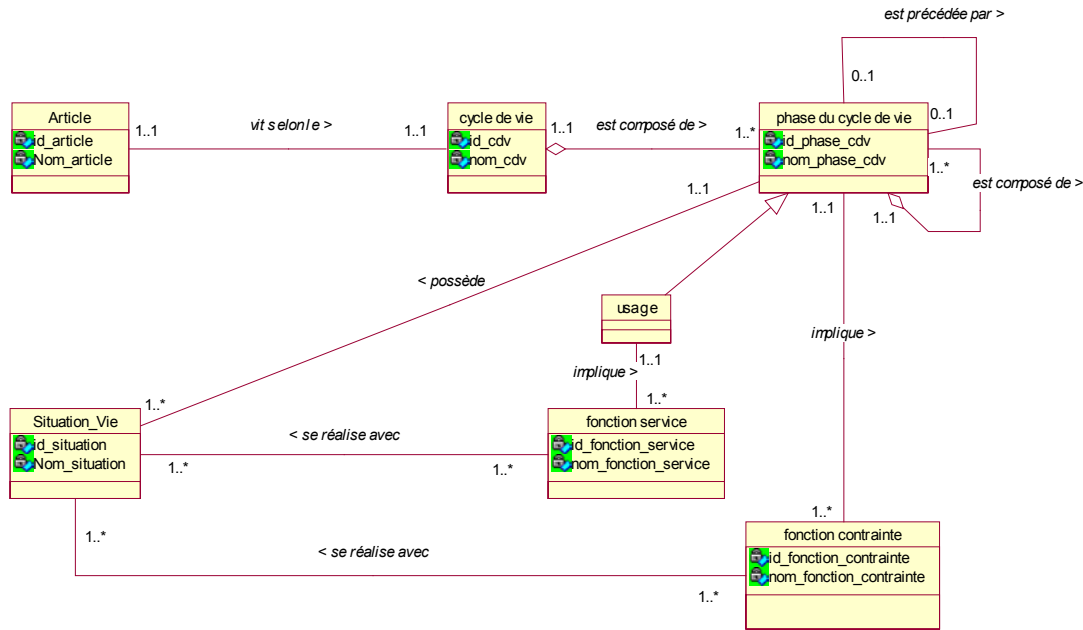 est précédée par >
0..1
0..1
Article
id_article
Nom_article
1..1
vit selon le >
1..1
cycle de vie
id_cdv
nom_cdv
1..1
est composé de >
1..*
phase du cycle de vie
id_phase_cdv
nom_phase_cdv
1..*
est composé de >
1..1
1..1
1..1
< possède
usage
implique >
1..1
implique >
1..*
1..*
Situation_Vie
id_situation
Nom_situation
< se réalise avec
1..*
1..*
fonction service
id_fonction_service
nom_fonction_service
1..*
1..*
< se réalise avec
1..*
fonction contrainte
id_fonction_contrainte
nom_fonction_contrainte